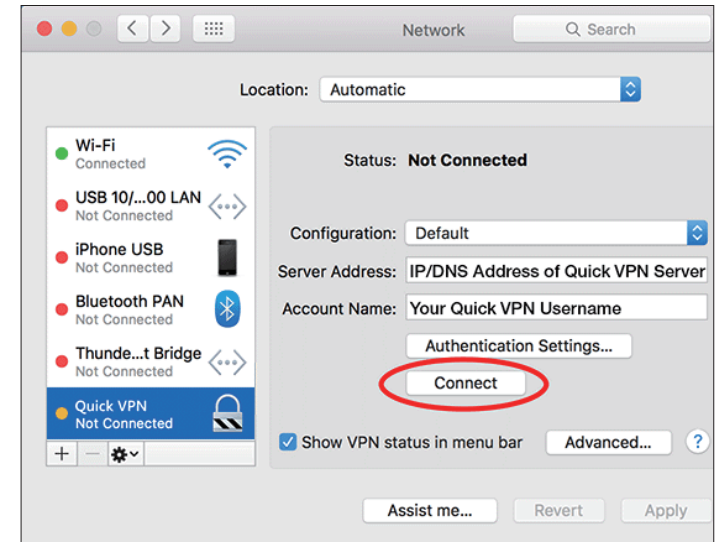 Network
Search
Location: Automatic
Wi-Fi
Connected
USB 10/...00 LAN
Not Connected
iPhone USB
Not Connected
Bluetooth PAN
Not Connected
Thunde...t Bridge
Not Connected
Quick VPN
Not Connected
Status: Not Connected
Configuration: Default
Server Address: IP/DNS Address of Quick VPN Server
Account Name: Your Quick VPN Username
Authentication Settings...
Connect
Show VPN status in menu bar
Advanced...
?
Assist me...
Revert
Apply